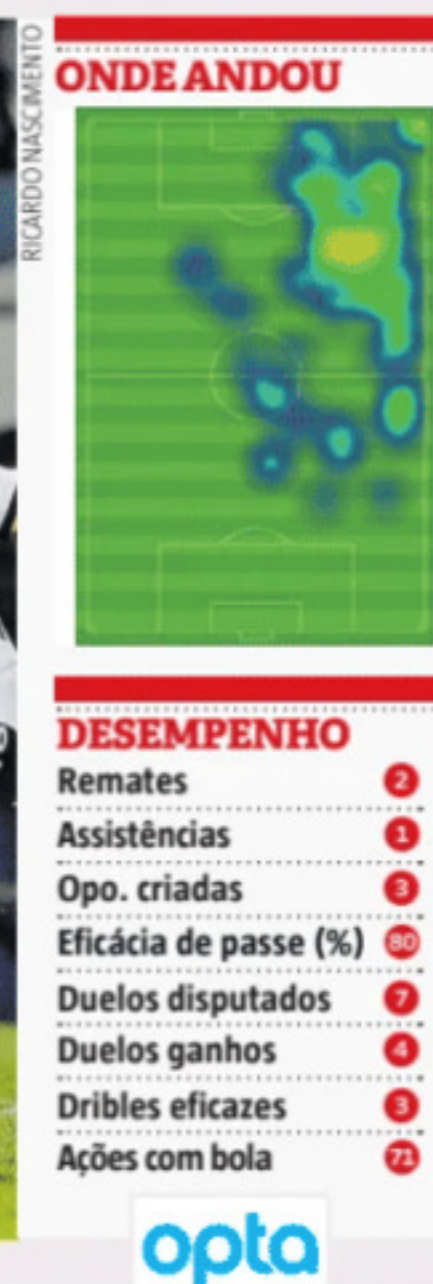 RICARDO NASCIMENTO
ONDE ANDOU
DESEMPENHO
Remates 2
Assistências 1
Opo. criadas 3
Eficácia de passe (%) 80
Duelos disputados 7
Duelos ganhos 4
Dribles eficazes 3
Ações com bola 71
opta